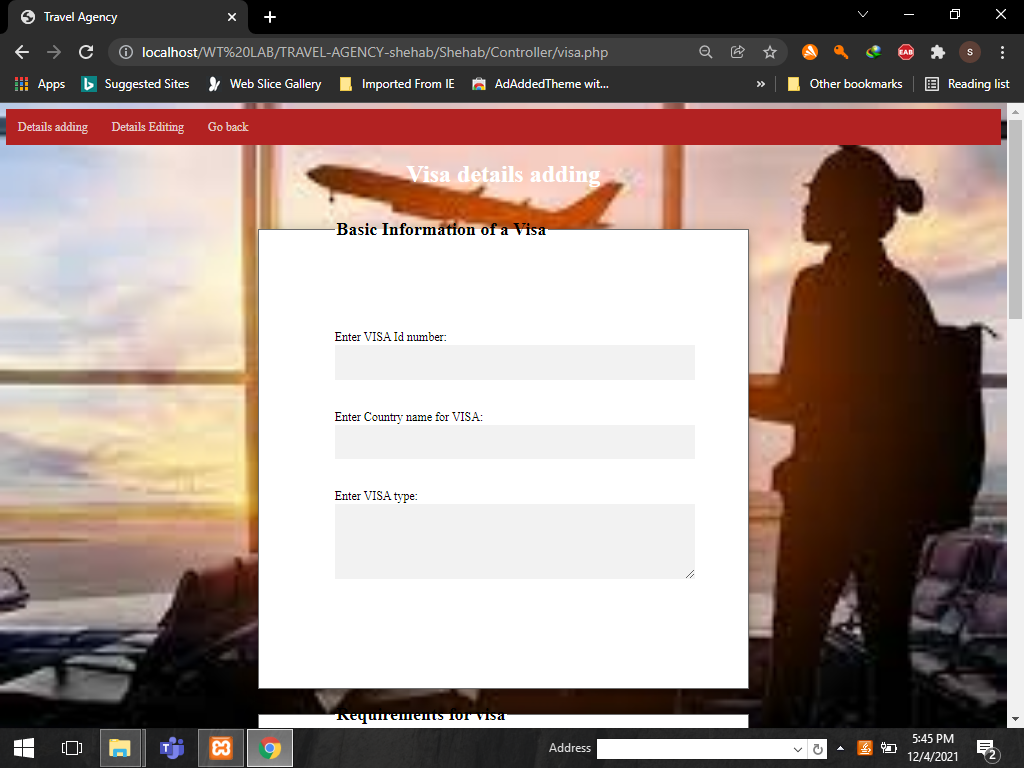 Travel Agency
localhost/WT%20LAB/TRAVEL-AGENCY-shehab/Shehab/Controller/visa.php
EAB
S
Apps
Suggested Sites
Web Slice Gallery
Imported From IE
AdAddedTheme wit...
»
Other bookmarks
Reading list
Details adding
Details Editing
Go back
Visa details adding
Basic Information of a Visa
Enter VISA Id number:
Enter Country name for VISA:
Enter VISA type:
Requirements for visa
Address
5:45 PM
12/4/2021
2